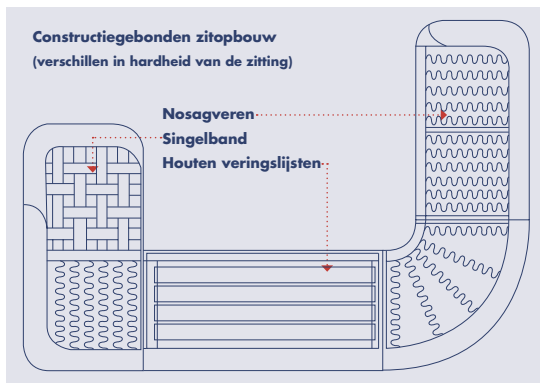 Constructiegebonden zitopbouw
(verschillen in hardheid van de zitting)
Nosagveren
Singelband
Houten veringslijsten